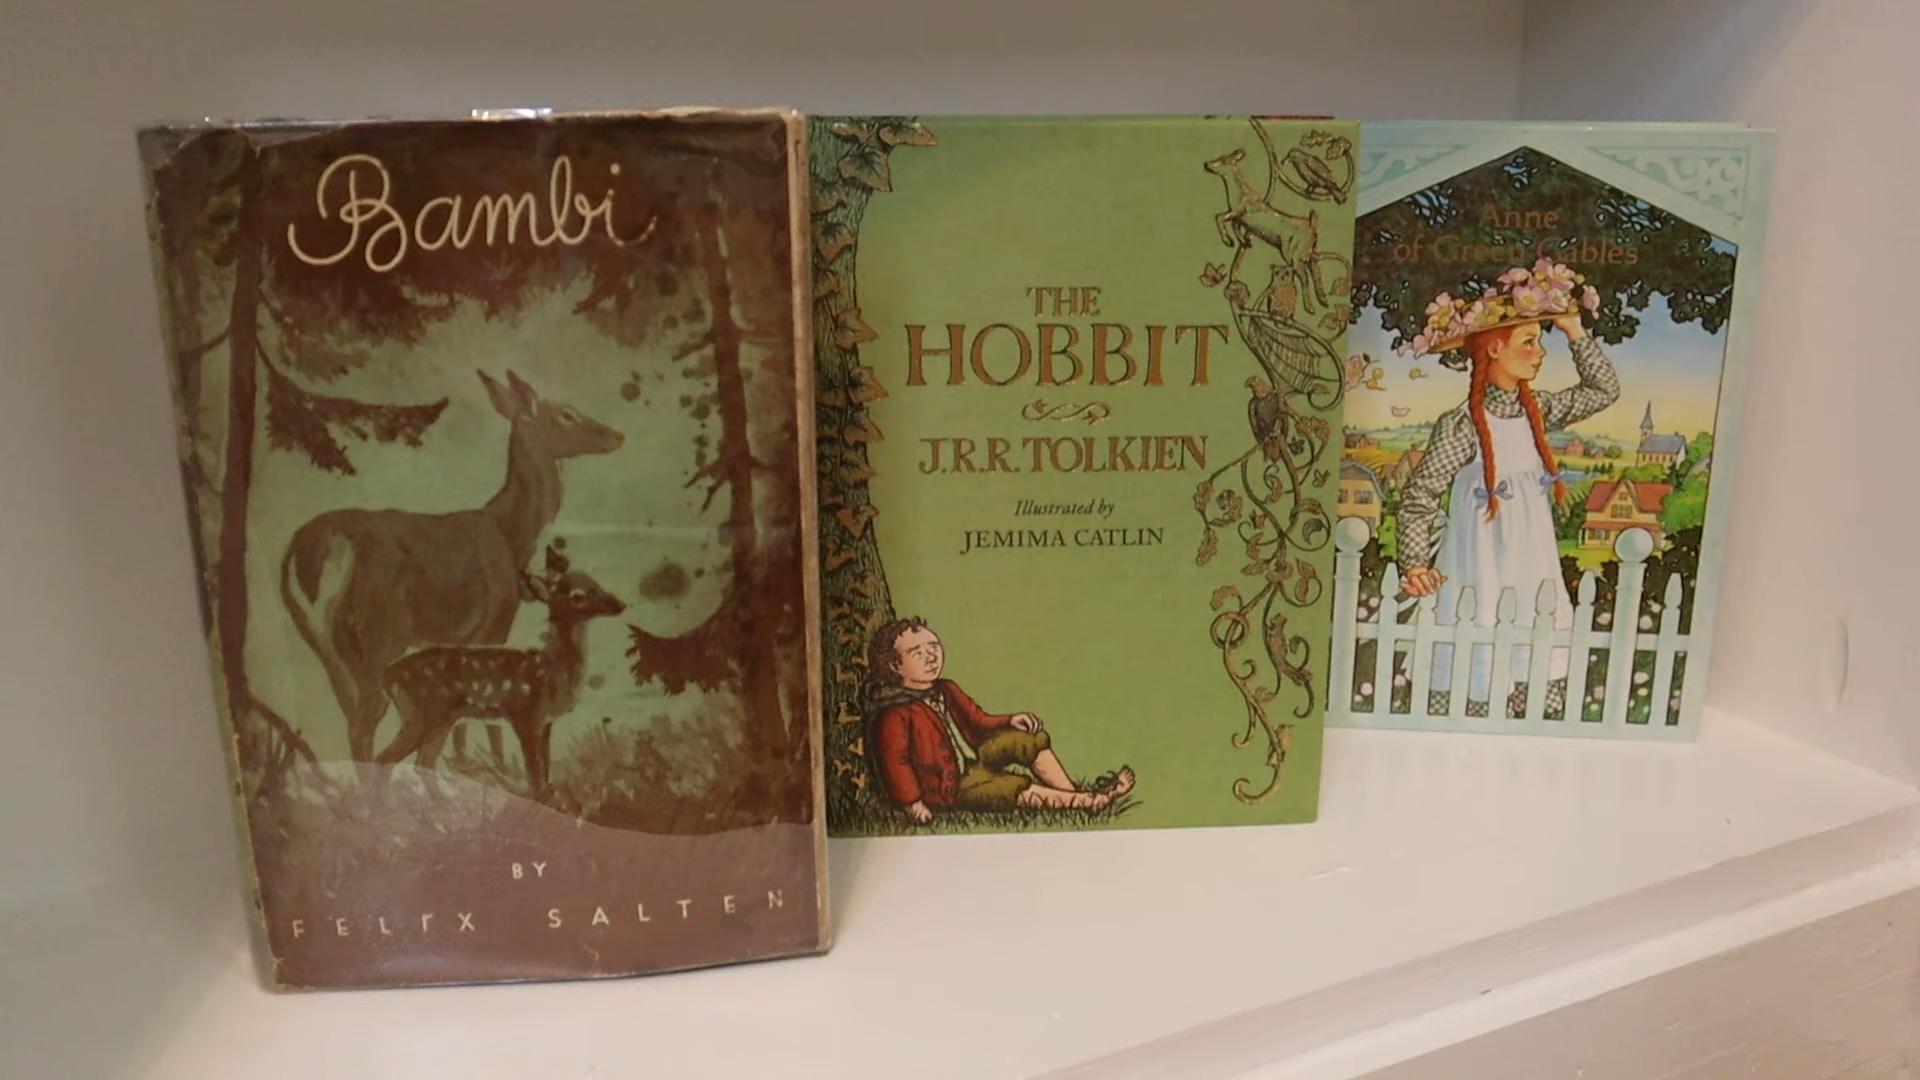 Bambi
BY
FELIX SALTEN
THE
HOBBIT
J.R.R. TOLKIEN
Illustrated by
JEMIMA CATLIN
Anne
of Green Gables